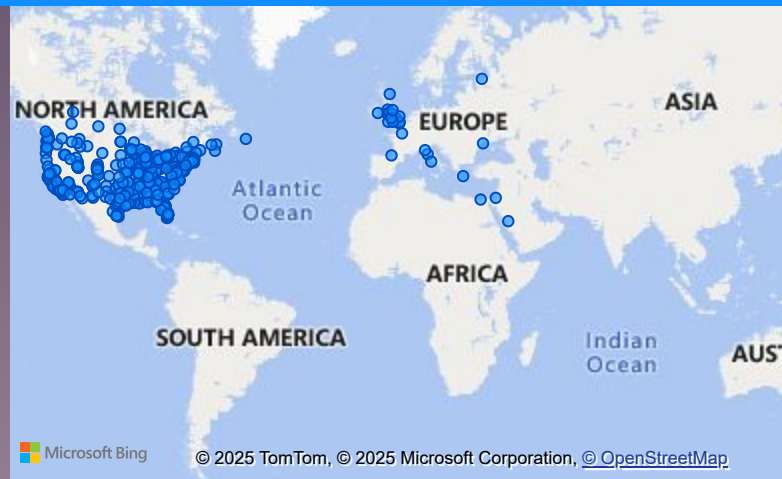 NORTH AMERICA
EUROPE
ASIA
Atlantic
Ocean
AFRICA
SOUTH AMERICA
Indian
Ocean
AUST
Microsoft Bing
© 2025 TomTom, © 2025 Microsoft Corporation, © OpenStreetMap